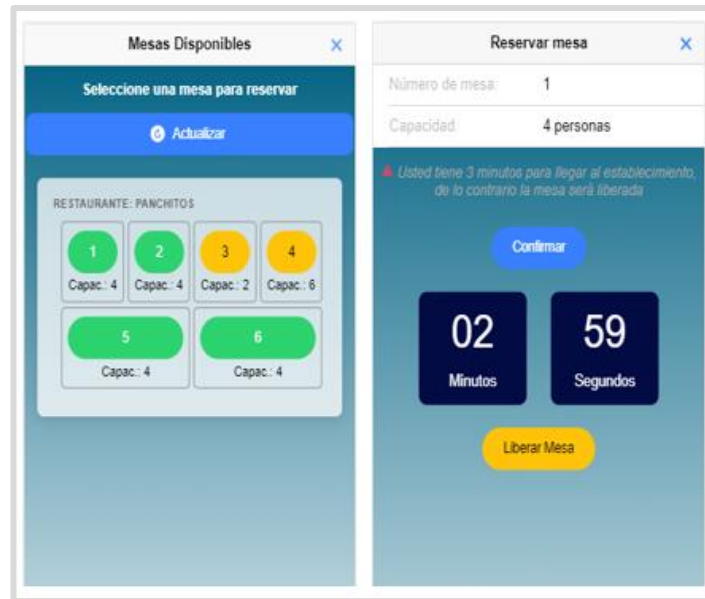 Mesas Disponibles X
Seleccione una mesa para reservar
Actualizar
RESTAURANTE: PANCHITOS
1 2 3 4
Capac.: 4 Capac.: 4 Capac.: 2 Capac.: 6
5 6
Capac.: 4 Capac.: 4
Reservar mesa X
Número de mesa: 1
Capacidad: 4 personas
Usted tiene 3 minutos para llegar al establecimiento,
de lo contrario la mesa será liberada
Confirmar
02 59
Minutos Segundos
Liberar Mesa